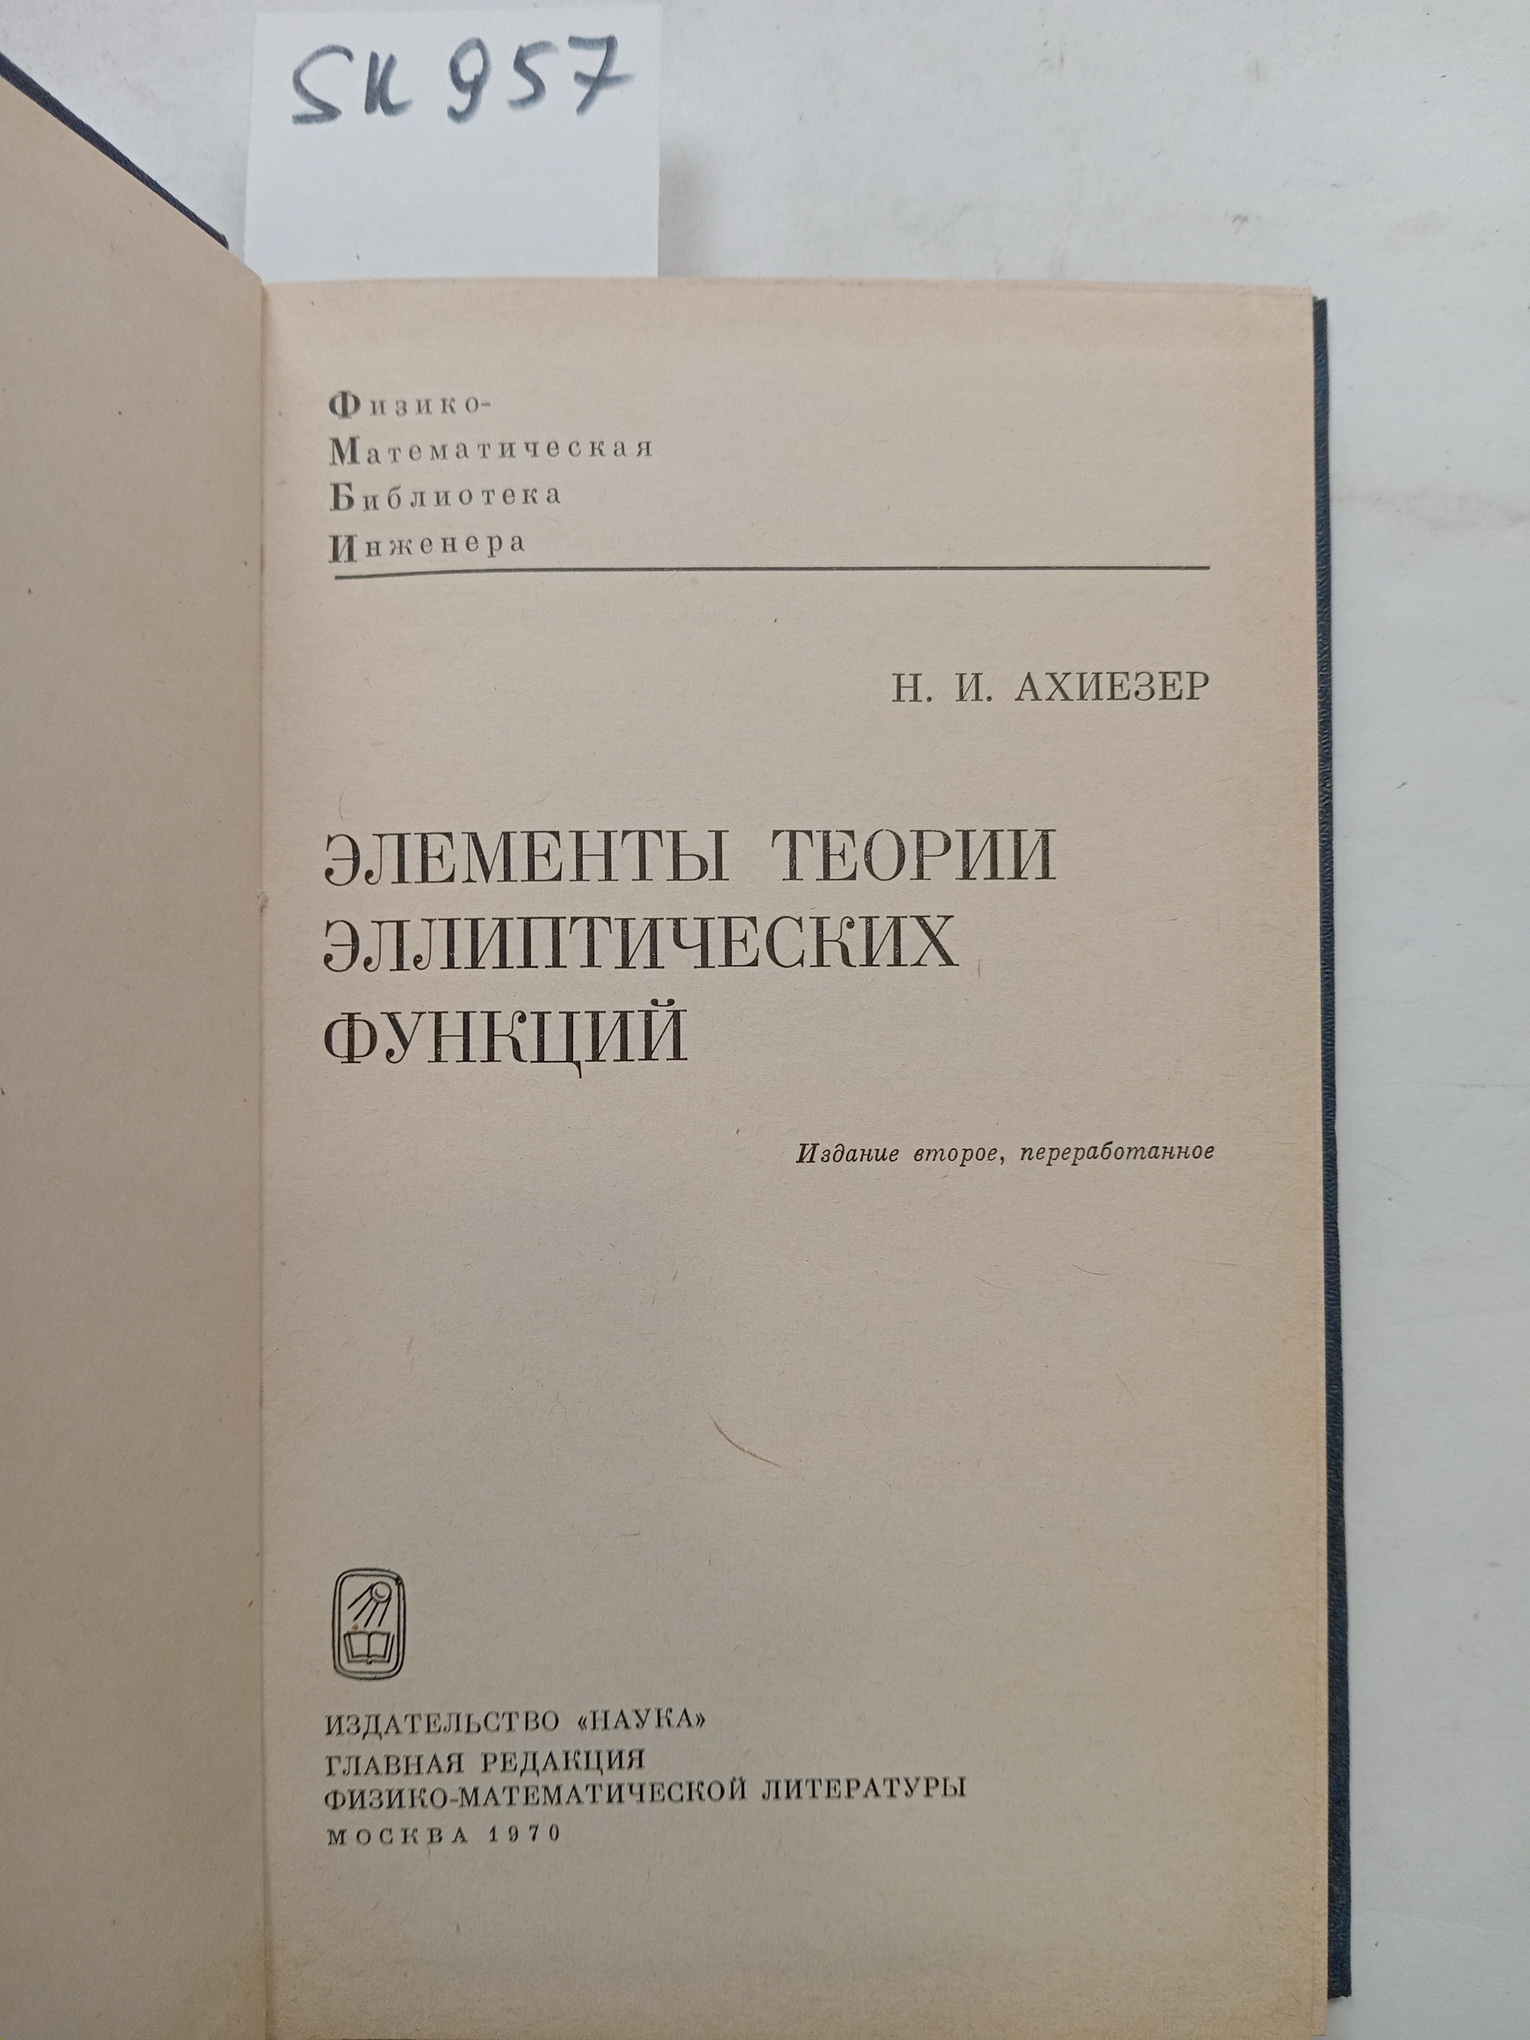 SK 957
Физико-
Математическая
Библиотека
Инженера
Н. И. АХИЕЗЕР
ЭЛЕМЕНТЫ ТЕОРИИ
ЭЛЛИПТИЧЕСКИХ
ФУНКЦИЙ
Издание второе, переработанное
ИЗДАТЕЛЬСТВО «НАУКА»
ГЛАВНАЯ РЕДАКЦИЯ
ФИЗИКО-МАТЕМАТИЧЕСКОЙ ЛИТЕРАТУРЫ
МОСКВА 1970